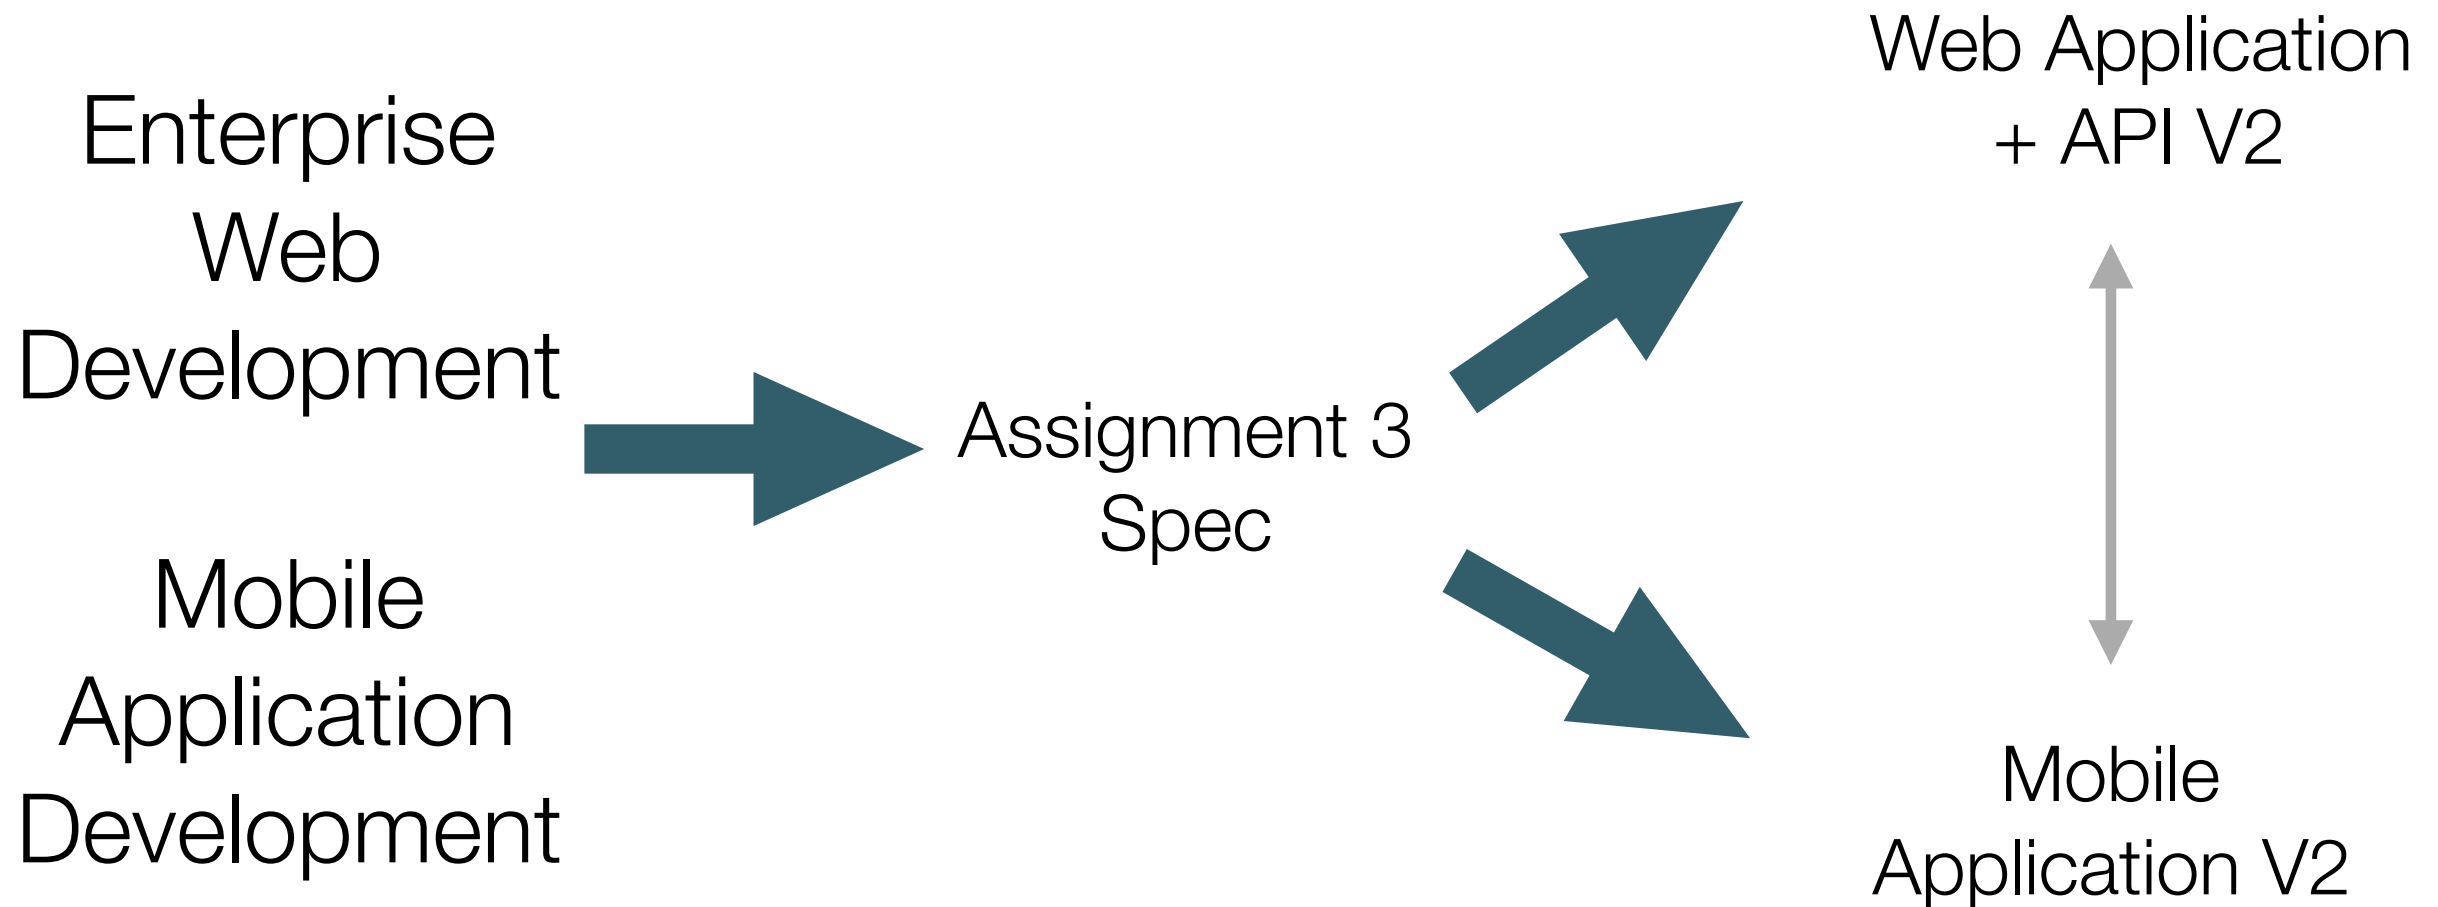 Enterprise
Web
Development
Mobile
Application
Development
Assignment 3
Spec
Web Application
+ API V2
Mobile
Application V2